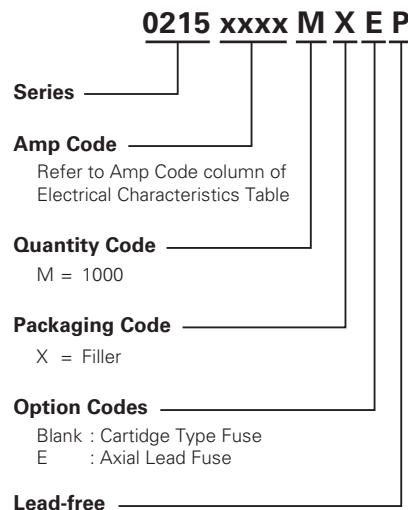 0215 xxxx M X E P
Series
Amp Code
Refer to Amp Code column of
Electrical Characteristics Table
Quantity Code
M = 1000
Packaging Code
X = Filler
Option Codes
Blank : Cartidge Type Fuse
E : Axial Lead Fuse
Lead-free